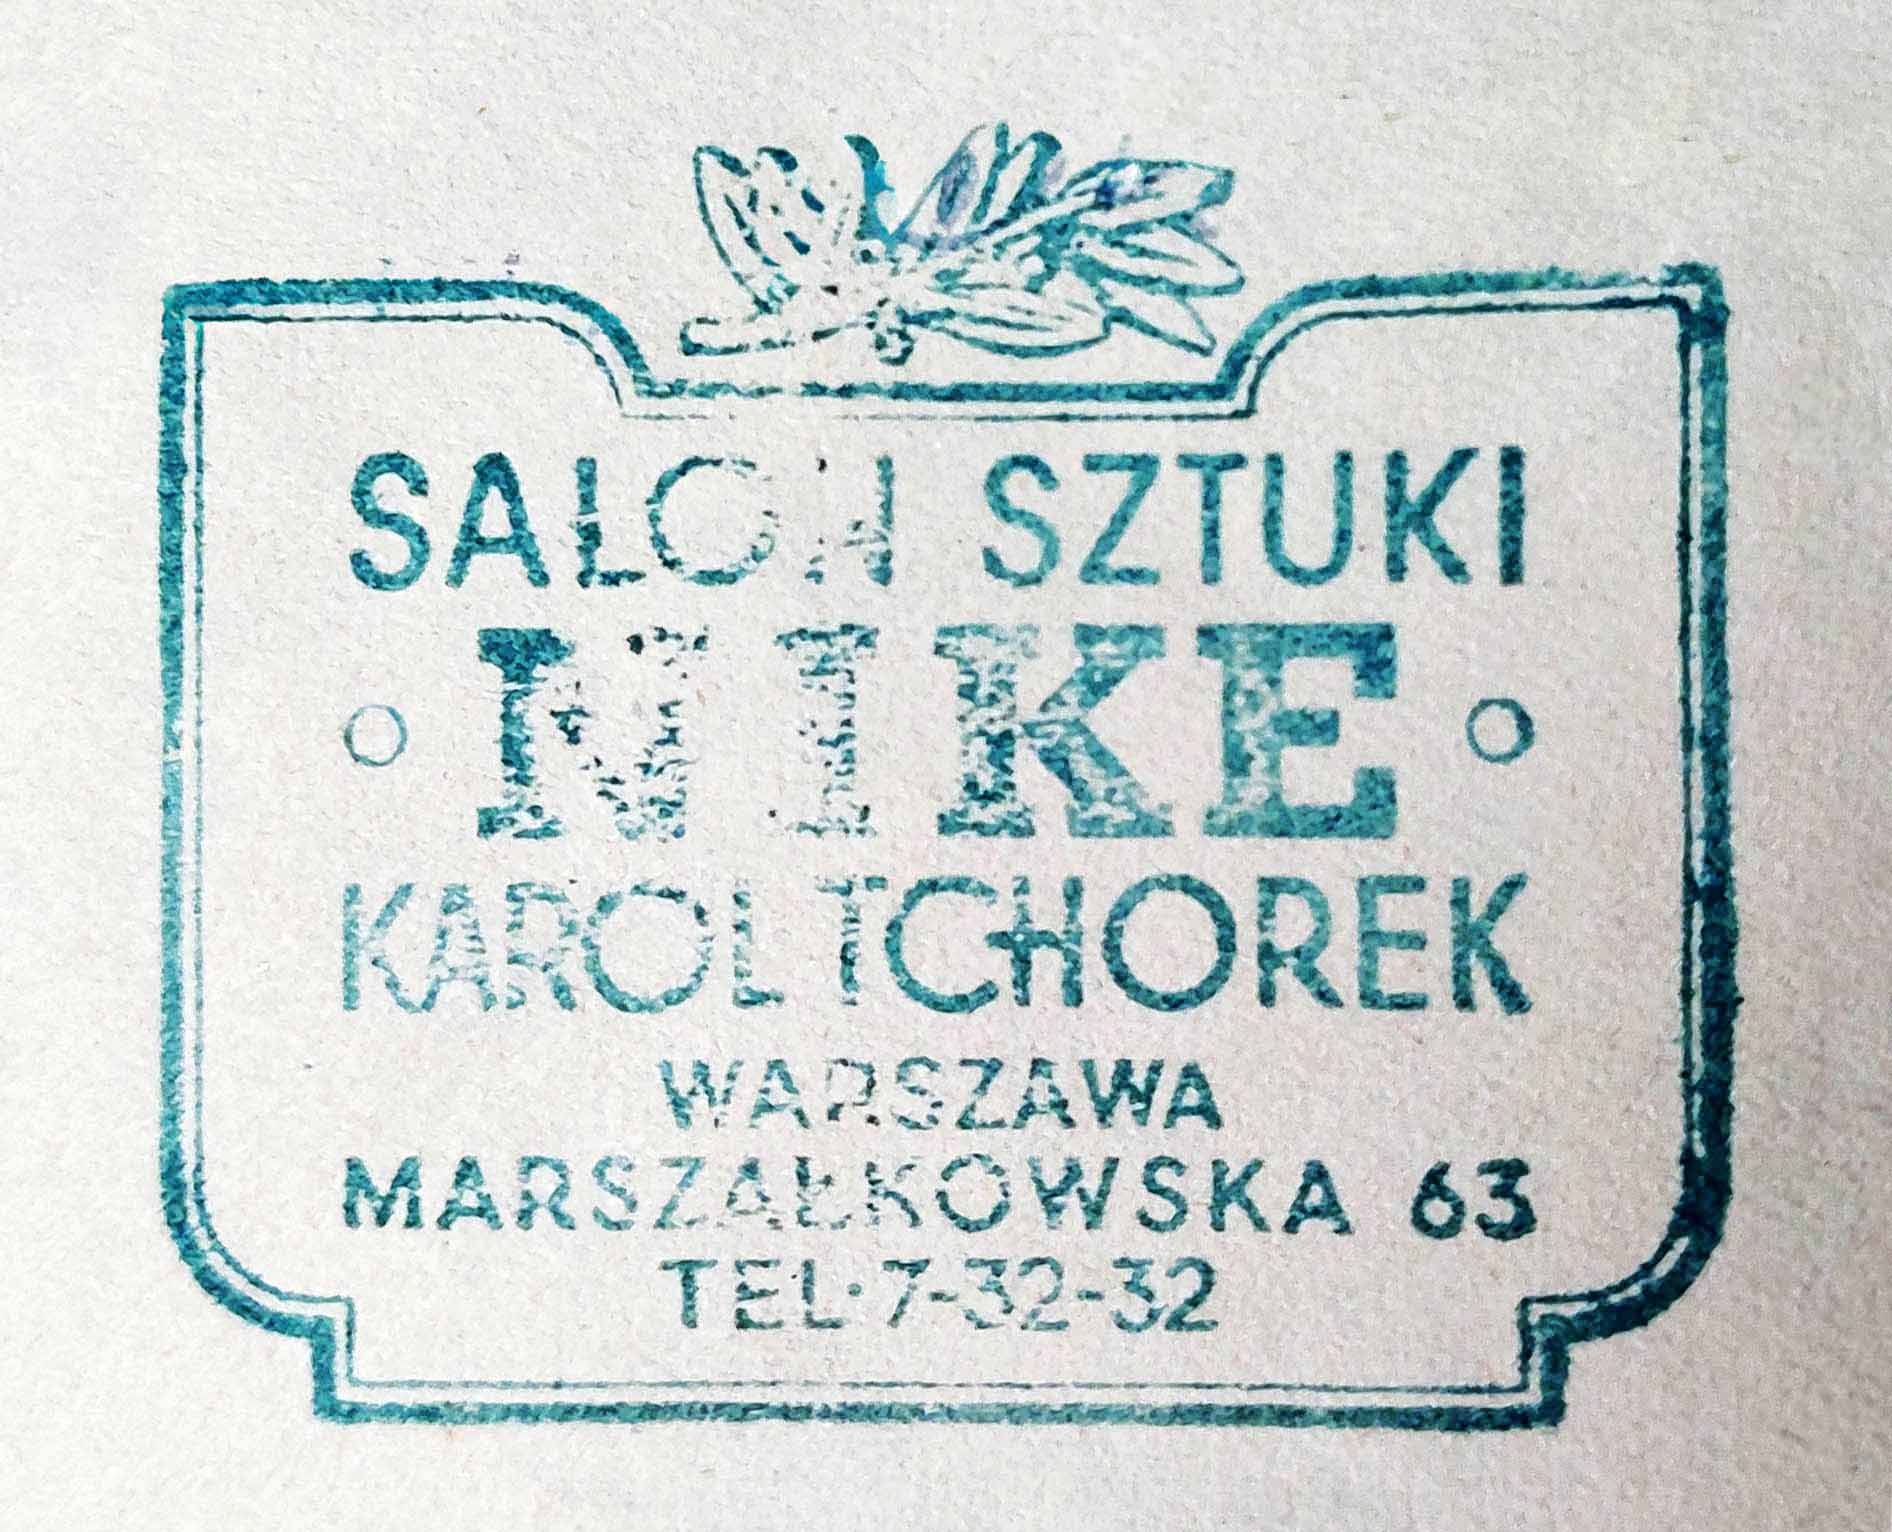 SALON SZTUKI
NIKE
KAROL TCHOREK
WARSZAWA
MARSZAŁKOWSKA 63
TEL. 7-32-32